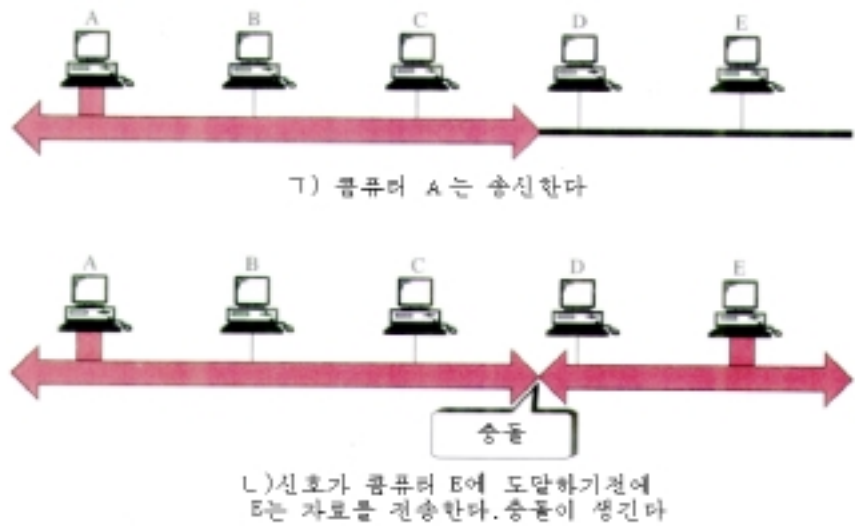 A B C D E
ㄱ) 콤퓨터 A는 송신한다
A B C D E
충돌
ㄴ)신호가 콤퓨터 E에 도달하기전에
E는 자료를 전송한다.충돌이 생긴다